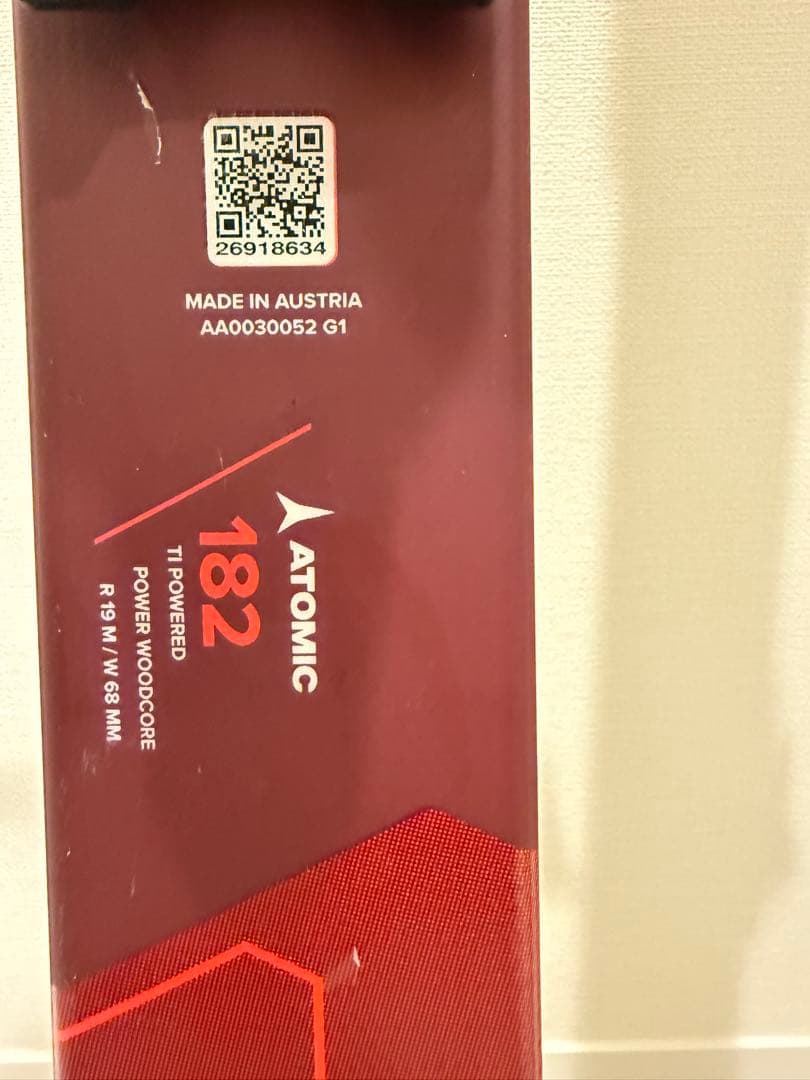 26918634
MADE IN AUSTRIA
AA0030052 G1
ATOMIC
182
TI POWERED
POWER WOODCORE
R 19 M / W 68 MM